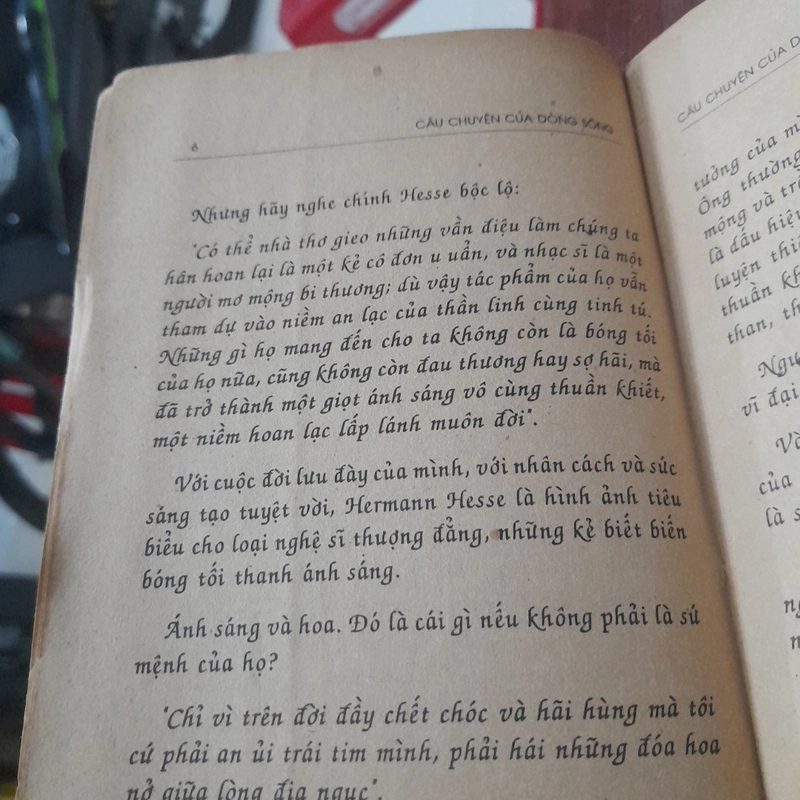 6
CÂU CHUYỆN CỦA DÒNG SÔNG
Nhưng hãy nghe chính Hesse bộc lộ:
"Có thể nhà thơ gieo những vần điệu làm chúng ta
hân hoan lại là một kẻ cô đơn u uẩn, và nhạc sĩ là một
người mơ mộng bi thương; dù vậy tác phẩm của họ vẫn
tham dự vào niềm an lạc của thần linh cùng tinh tú.
Những gì họ mang đến cho ta không còn là bóng tối
của họ nữa, cũng không còn đau thương hay sợ hãi, mà
đã trở thành một giọt ánh sáng vô cùng thuần khiết,
một niềm hoan lạc lấp lánh muôn đời".
Với cuộc đời lưu đày của mình, với nhân cách và sức
sáng tạo tuyệt vời, Hermann Hesse là hình ảnh tiêu
biểu cho loại nghệ sĩ thượng đẳng, những kẻ biết biến
bóng tối thanh ánh sáng.
Ánh sáng và hoa. Đó là cái gì nếu không phải là sứ
mệnh của họ?
"Chỉ vì trên đời đầy chết chóc và hãi hùng mà tôi
cứ phải an ủi trái tim mình, phải hái những đóa hoa
nở giữa lòng địa ngục".
CÂU CHUYỆN CỦA
tưởng của
Ông thường
mộng và
là dấu hiệu
luyện
thuần
than,
vĩ đại
của
là